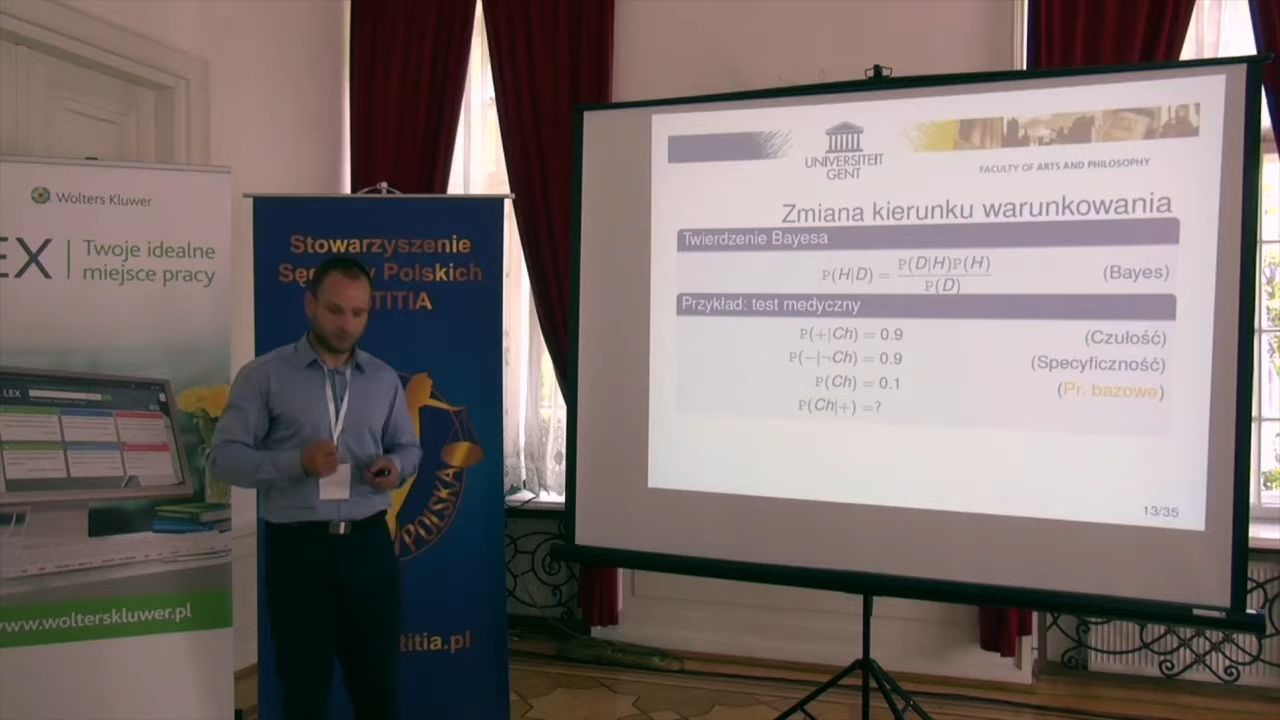 Wolters Kluwer
EX | Twoje idealne
miejsce pracy
LEX
www.wolterskluwer.pl
Stowarzyszenie
Sę Polskich
TITIA
POLSKA
titia.pl
UNIVERSITEIT
GENT
FACULTY OF ARTS AND PHILOSOPHY
Zmiana kierunku warunkowania
Twierdzenie Bayesa
P(H|D) = P(D|H)P(H) / P(D) (Bayes)
Przykład: test medyczny
P(+|Ch) = 0.9 (Czułość)
P(−|¬Ch) = 0.9 (Specyficzność)
P(Ch) = 0.1 (Pr. bazowe)
P(Ch|+) =?
13/35